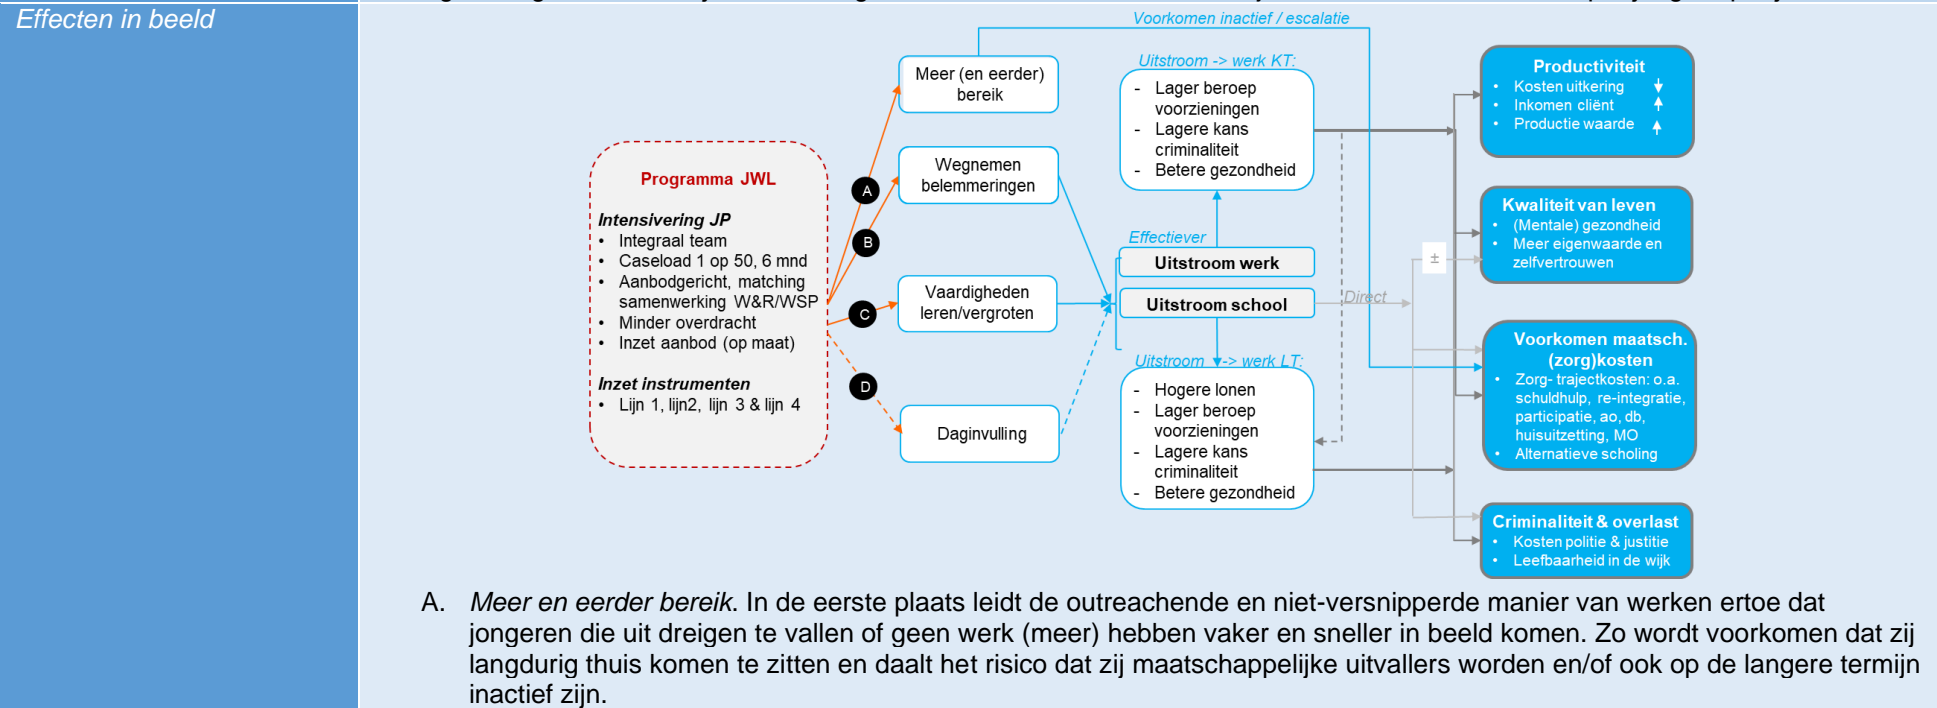 Effecten in beeld
Voorkomen inactief / escalatie
Meer (en eerder)
bereik
Wegnemen
belemmeringen
Vaardigheden
leren/vergroten
Daginvulling
A
B
C
D
Programma JWL
Intensivering JP
• Integraal team
• Caseload 1 op 50, 6 mnd
• Aanbodgericht, matching
samenwerking W&R/WSP
• Minder overdracht
• Inzet aanbod (op maat)
Inzet instrumenten
• Lijn 1, lijn2, lijn 3 & lijn 4
Uitstroom -> werk KT:
- Lager beroep
voorzieningen
- Lagere kans
criminaliteit
- Betere gezondheid
Effectiever
Uitstroom werk
Uitstroom school
Direct
±
Uitstroom -> werk LT:
- Hogere lonen
- Lager beroep
voorzieningen
- Lagere kans
criminaliteit
- Betere gezondheid
Productiviteit
• Kosten uitkering
• Inkomen cliënt
• Productie waarde
Kwaliteit van leven
• (Mentale) gezondheid
• Meer eigenwaarde en
zelfvertrouwen
Voorkomen maatsch.
(zorg)kosten
• Zorg- trajectkosten: o.a.
schuldhulp, re-integratie,
participatie, ao, db,
huisuitzetting, MO
• Alternatieve scholing
Criminaliteit & overlast
• Kosten politie & justitie
• Leefbaarheid in de wijk
A. Meer en eerder bereik. In de eerste plaats leidt de outreachende en niet-versnipperde manier van werken ertoe dat
jongeren die uit dreigen te vallen of geen werk (meer) hebben vaker en sneller in beeld komen. Zo wordt voorkomen dat zij
langdurig thuis komen te zitten en daalt het risico dat zij maatschappelijke uitvallers worden en/of ook op de langere termijn
inactief zijn.